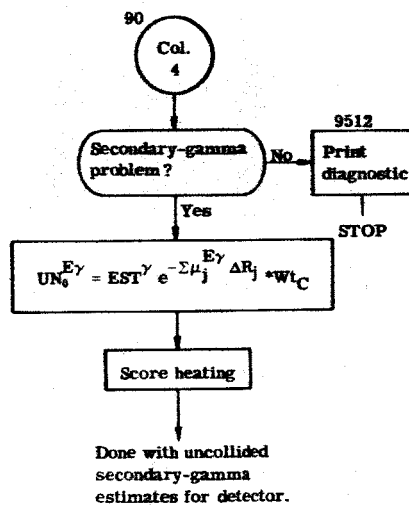 90
Col.
4
Secondary-gamma
problem?
No
9512
Print
diagnostic
STOP
Yes
UN₀^{Eγ} = EST^γ e^{-Σμ_j^{Eγ} ΔR_j} *Wt_C
Score heating
Done with uncollided
secondary-gamma
estimates for detector.